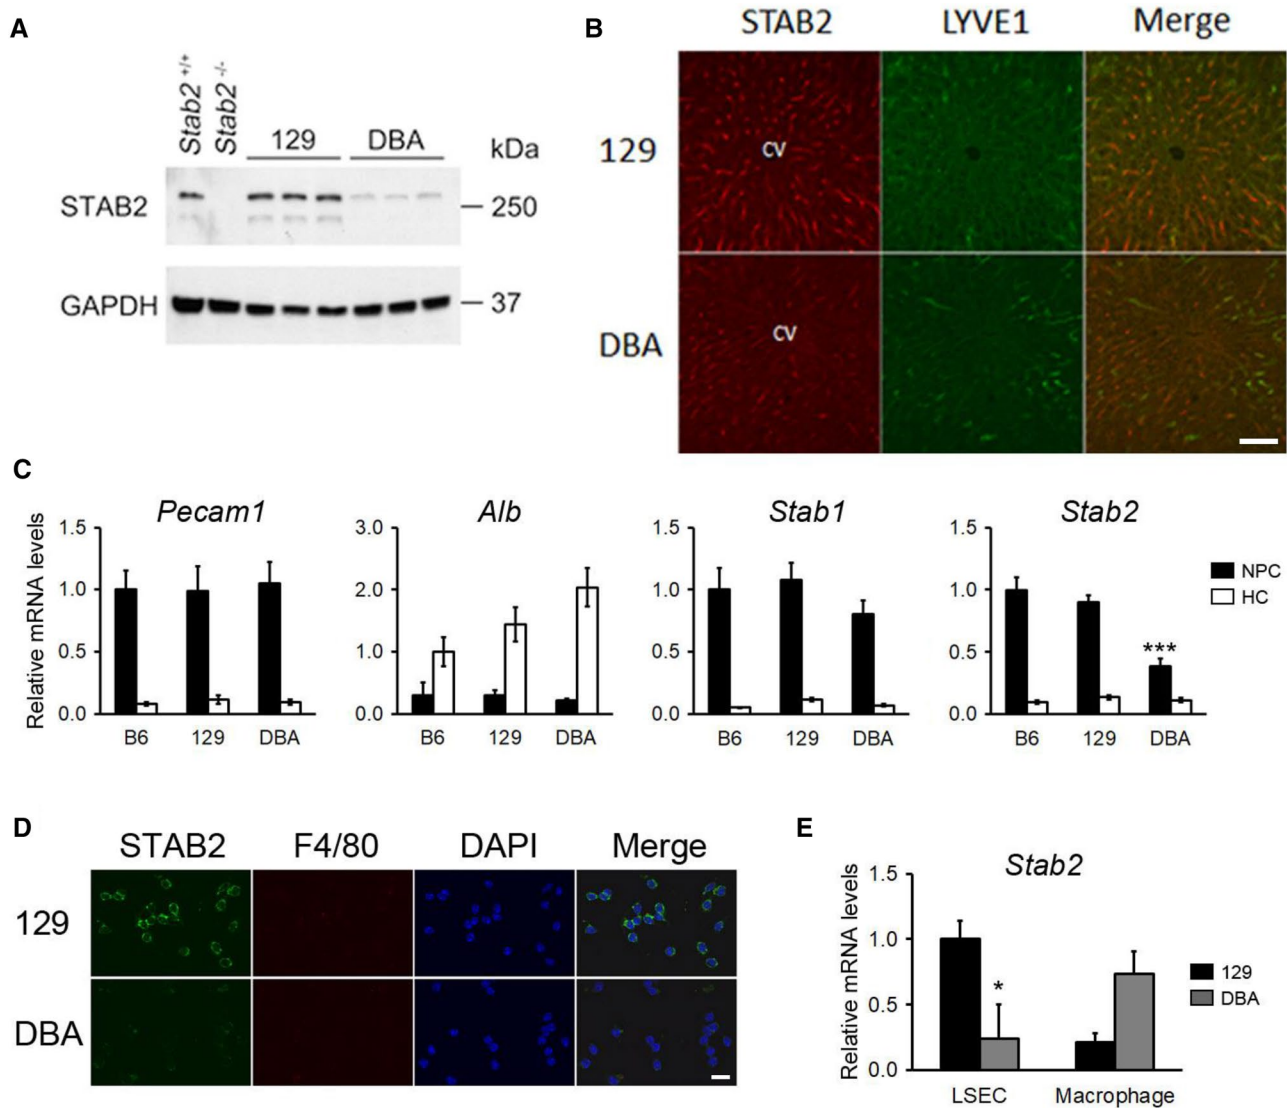 A
Stab2 +/+
Stab2 -/-
129 DBA
kDa
STAB2
250
GAPDH
37
B
STAB2 LYVE1 Merge
129
CV
DBA
CV
C
Pecam1 Alb Stab1 Stab2
Relative mRNA levels
1.5
1.0
0.5
0.0
B6 129 DBA
3.0
2.0
1.0
0.0
B6 129 DBA
1.5
1.0
0.5
0.0
B6 129 DBA
1.5
1.0
0.5
0.0
***
B6 129 DBA
NPC
HC
D
STAB2 F4/80 DAPI Merge
129
DBA
E
Stab2
Relative mRNA levels
1.5
1.0
0.5
0.0
*
LSEC Macrophage
129
DBA